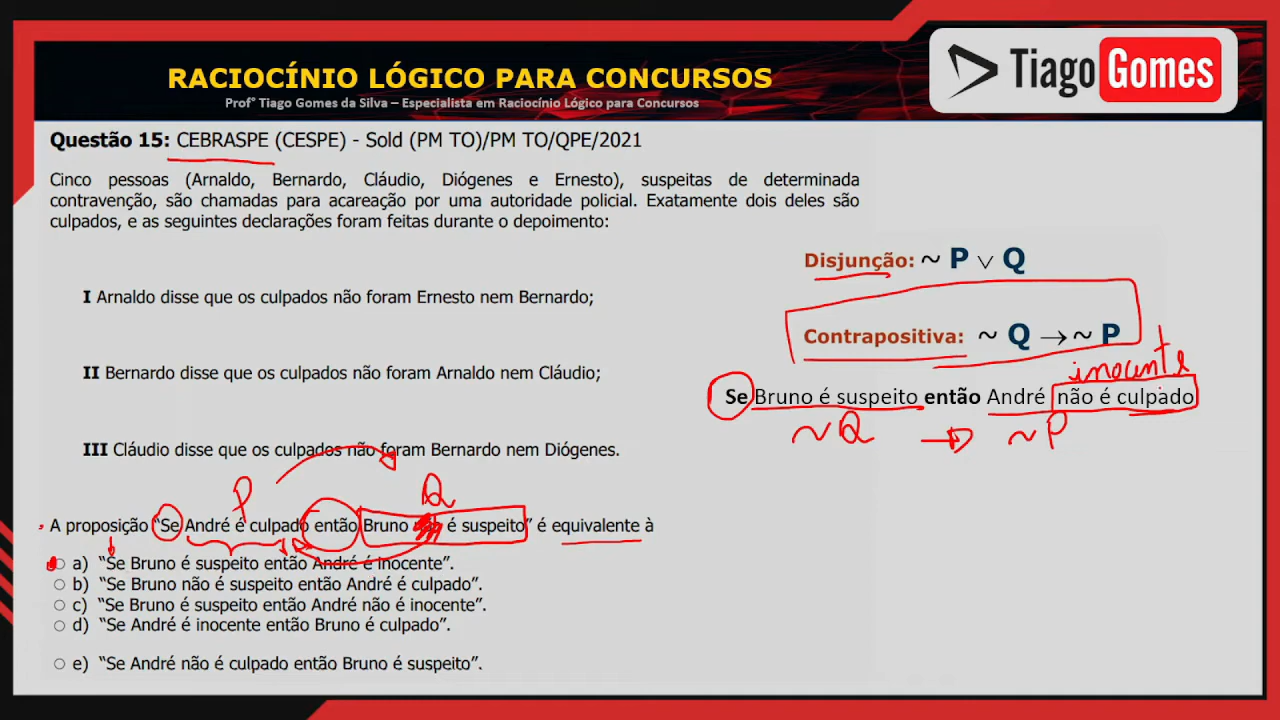 RACIOCÍNIO LÓGICO PARA CONCURSOS
Prof° Tiago Gomes da Silva – Especialista em Raciocínio Lógico para Concursos
Tiago Gomes
Questão 15: CEBRASPE (CESPE) - Sold (PM TO)/PM TO/QPE/2021
Cinco pessoas (Arnaldo, Bernardo, Cláudio, Diógenes e Ernesto), suspeitas de determinada
contravenção, são chamadas para acareação por uma autoridade policial. Exatamente dois deles são
culpados, e as seguintes declarações foram feitas durante o depoimento:
I Arnaldo disse que os culpados não foram Ernesto nem Bernardo;
II Bernardo disse que os culpados não foram Arnaldo nem Cláudio;
III Cláudio disse que os culpados não foram Bernardo nem Diógenes.
P
Q
A proposição “Se André é culpado então Bruno é suspeito” é equivalente à
a) “Se Bruno é suspeito então André é inocente”.
b) “Se Bruno não é suspeito então André é culpado”.
c) “Se Bruno é suspeito então André não é inocente”.
d) “Se André é inocente então Bruno é culpado”.
e) “Se André não é culpado então Bruno é suspeito”.
Disjunção: ~ P ∨ Q
Contrapositiva: ~ Q → ~ P
inocente
Se Bruno é suspeito então André não é culpado
~Q → ~P